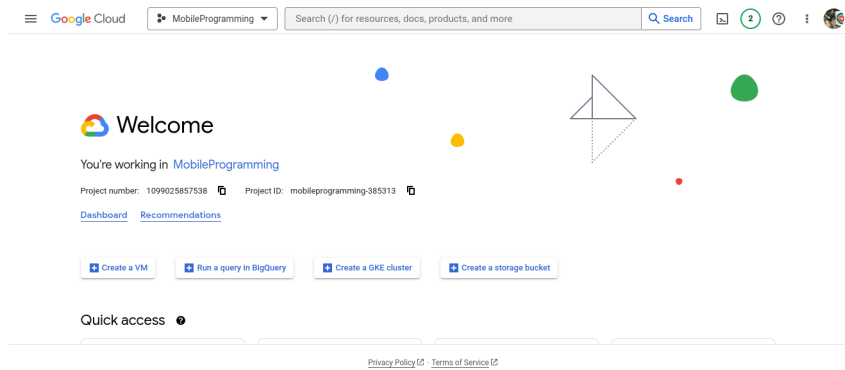 Google Cloud MobileProgramming Search (/) for resources, docs, products, and more Search 2
Welcome
You're working in MobileProgramming
Project number: 1099025857538 Project ID: mobileprogramming-385313
Dashboard Recommendations
Create a VM Run a query in BigQuery Create a GKE cluster Create a storage bucket
Quick access
Privacy Policy · Terms of Service